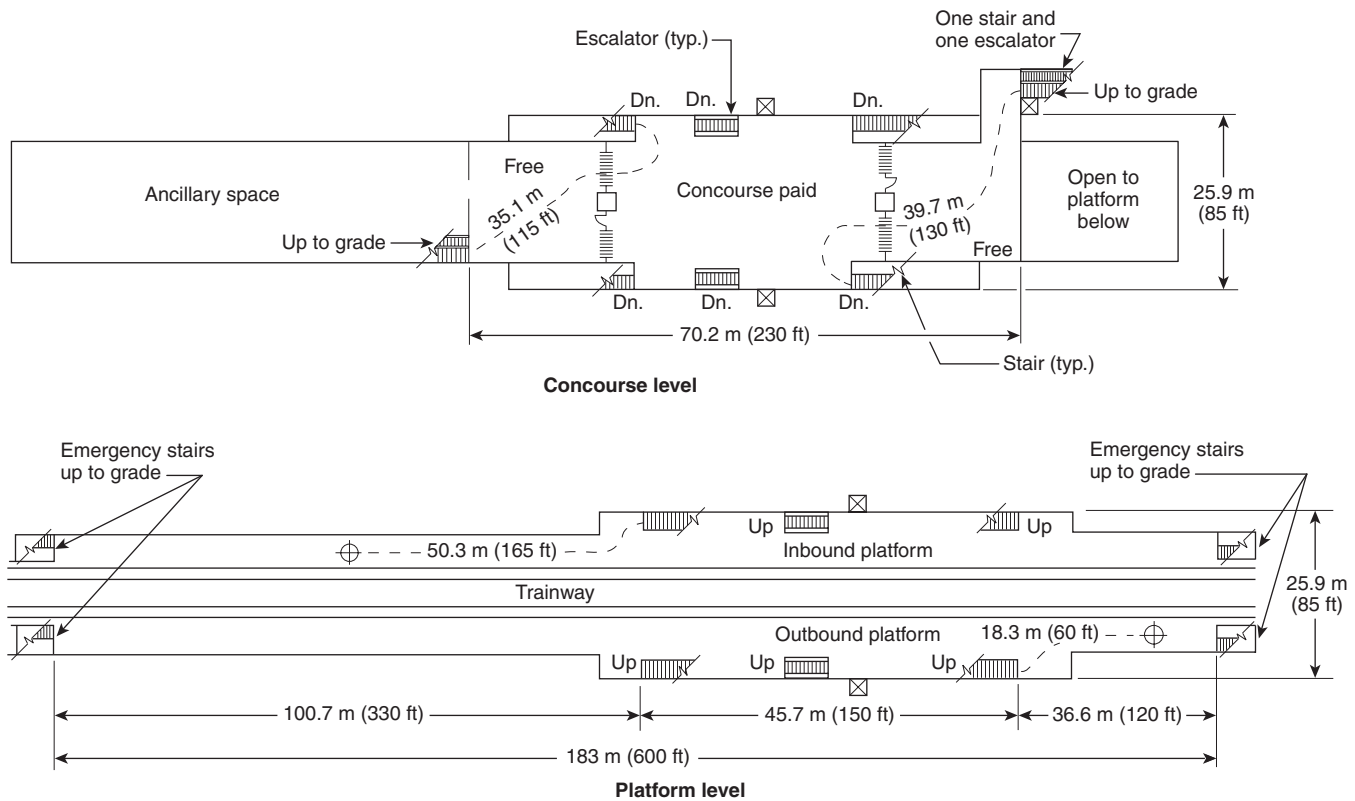 One stair and
one escalator
Escalator (typ.)
Dn.
Dn.
Dn.
Up to grade
Free
Ancillary space
Concourse paid
Open to
platform
below
25.9 m
(85 ft)
35.1 m
(115 ft)
39.7 m
(130 ft)
Up to grade
Free
Dn.
Dn.
Dn.
70.2 m (230 ft)
Stair (typ.)
Concourse level
Emergency stairs
up to grade
Emergency stairs
up to grade
Up
Up
50.3 m (165 ft)
Inbound platform
Trainway
25.9 m
(85 ft)
Outbound platform
18.3 m (60 ft)
Up
Up
Up
100.7 m (330 ft)
45.7 m (150 ft)
36.6 m (120 ft)
183 m (600 ft)
Platform level